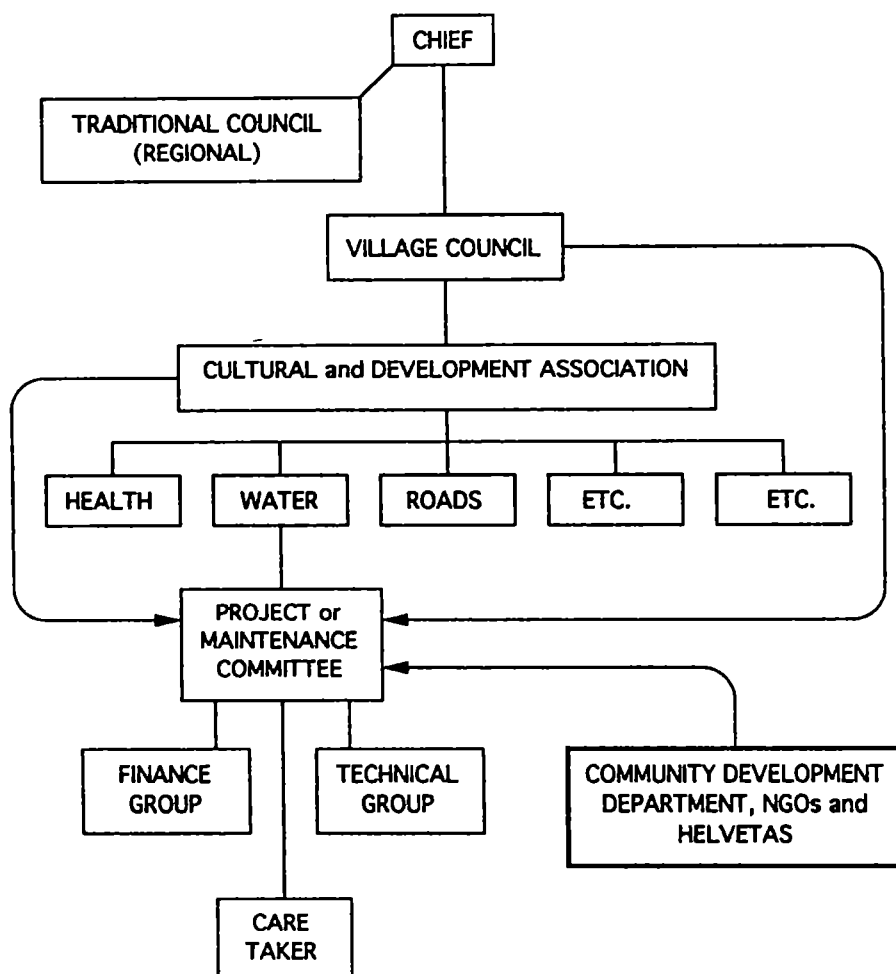 CHIEF
TRADITIONAL COUNCIL
(REGIONAL)
VILLAGE COUNCIL
CULTURAL and DEVELOPMENT ASSOCIATION
HEALTH
WATER
ROADS
ETC.
ETC.
PROJECT or
MAINTENANCE
COMMITTEE
FINANCE
GROUP
TECHNICAL
GROUP
COMMUNITY DEVELOPMENT
DEPARTMENT, NGOs and
HELVETAS
CARE
TAKER